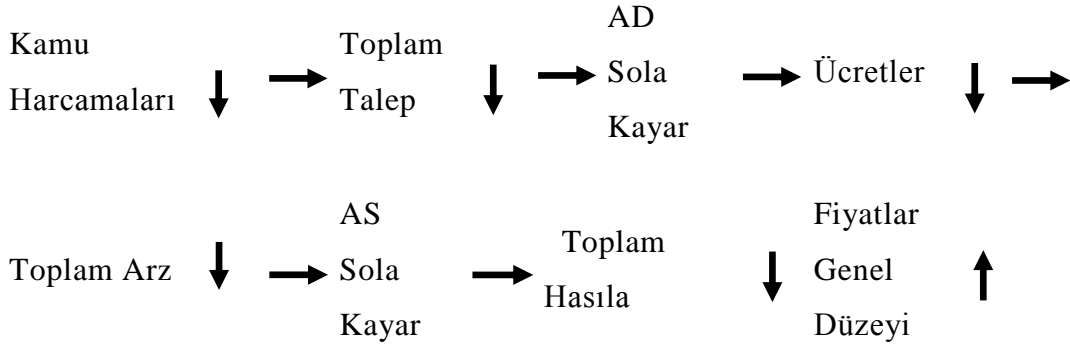 Kamu Harcamaları ↓ → Toplam Talep ↓ → AD Sola Kayar → Ücretler ↓ →
Toplam Arz ↓ → AS Sola Kayar → Toplam Hasıla ↓ Fiyatlar Genel Düzeyi ↑